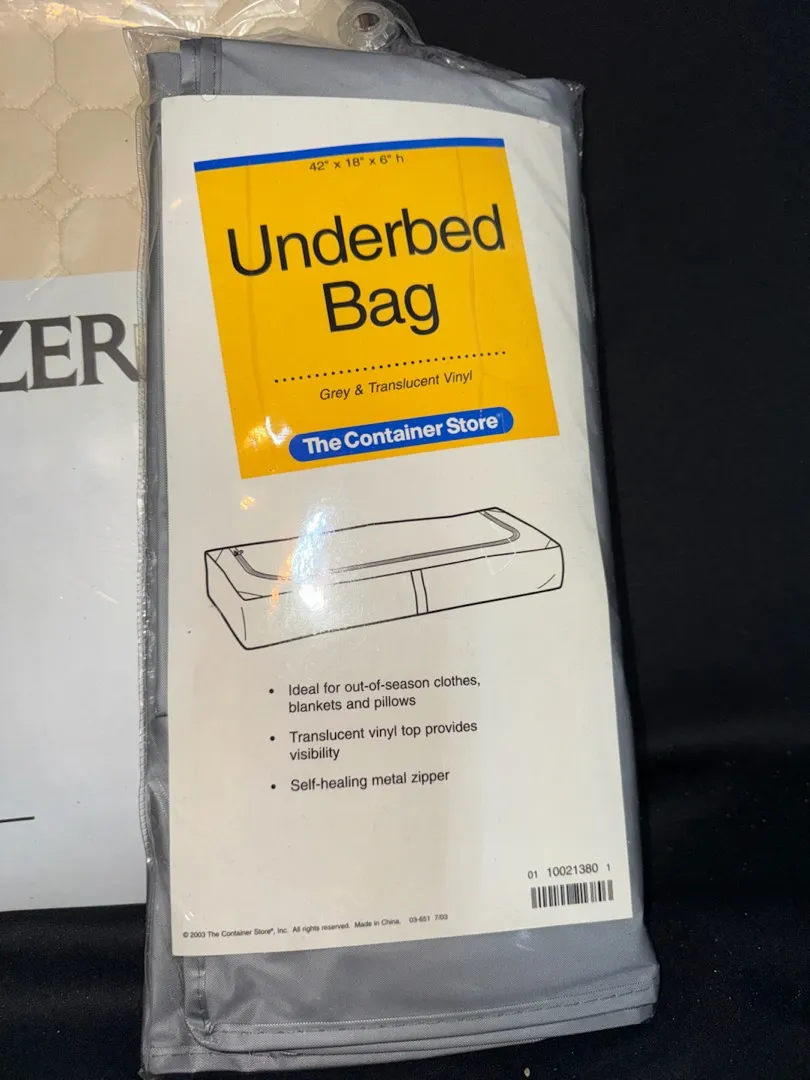 42" x 18" x 6" h
Underbed
Bag
Grey & Translucent Vinyl
The Container Store®
ZER
• Ideal for out-of-season clothes,
blankets and pillows
• Translucent vinyl top provides
visibility
• Self-healing metal zipper
01 10021380 1
© 2003 The Container Store®, Inc. All rights reserved. Made in China. 03-651 7/03